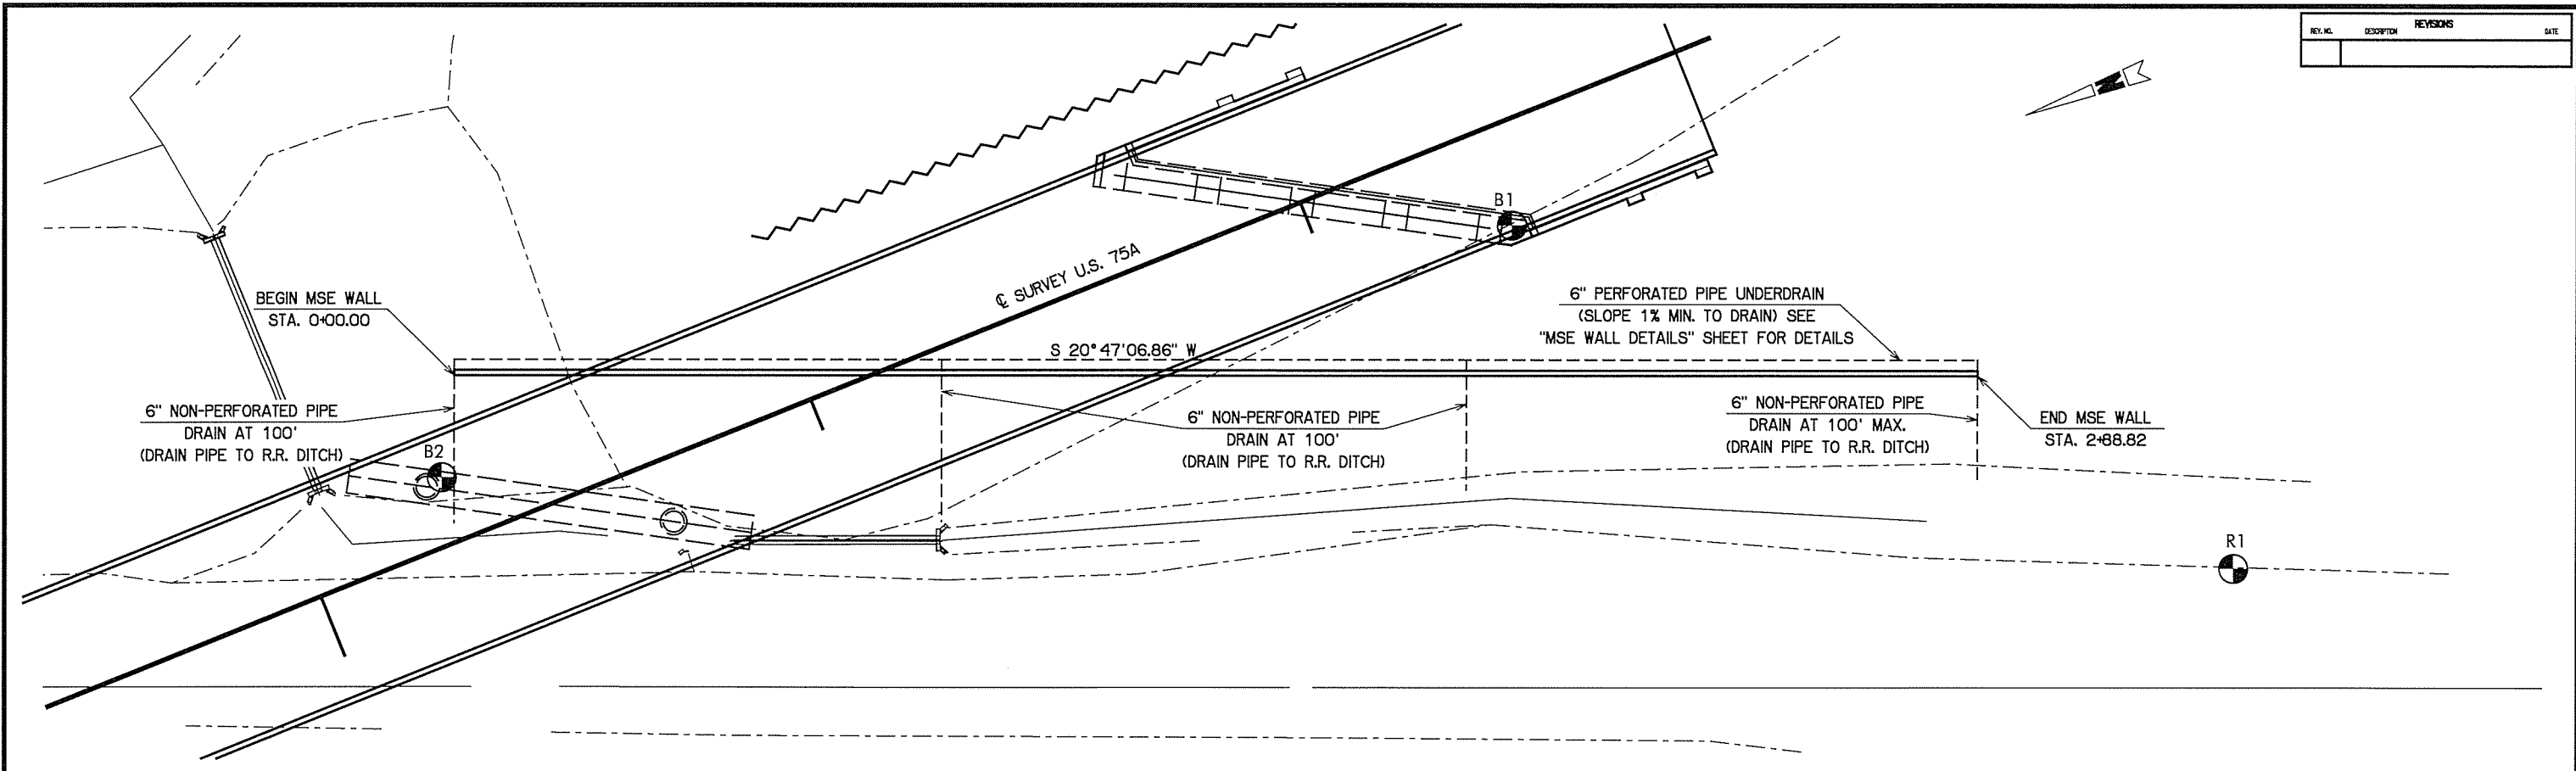 REVISIONS
REV. NO. DESCRIPTION DATE
N
B1
℄ SURVEY U.S. 75A
BEGIN MSE WALL
STA. 0+00.00
6" PERFORATED PIPE UNDERDRAIN
(SLOPE 1% MIN. TO DRAIN) SEE
"MSE WALL DETAILS" SHEET FOR DETAILS
S 20°47'06.86" W
6" NON-PERFORATED PIPE
DRAIN AT 100'
(DRAIN PIPE TO R.R. DITCH)
B2
6" NON-PERFORATED PIPE
DRAIN AT 100'
(DRAIN PIPE TO R.R. DITCH)
6" NON-PERFORATED PIPE
DRAIN AT 100' MAX.
(DRAIN PIPE TO R.R. DITCH)
END MSE WALL
STA. 2+88.82
R1